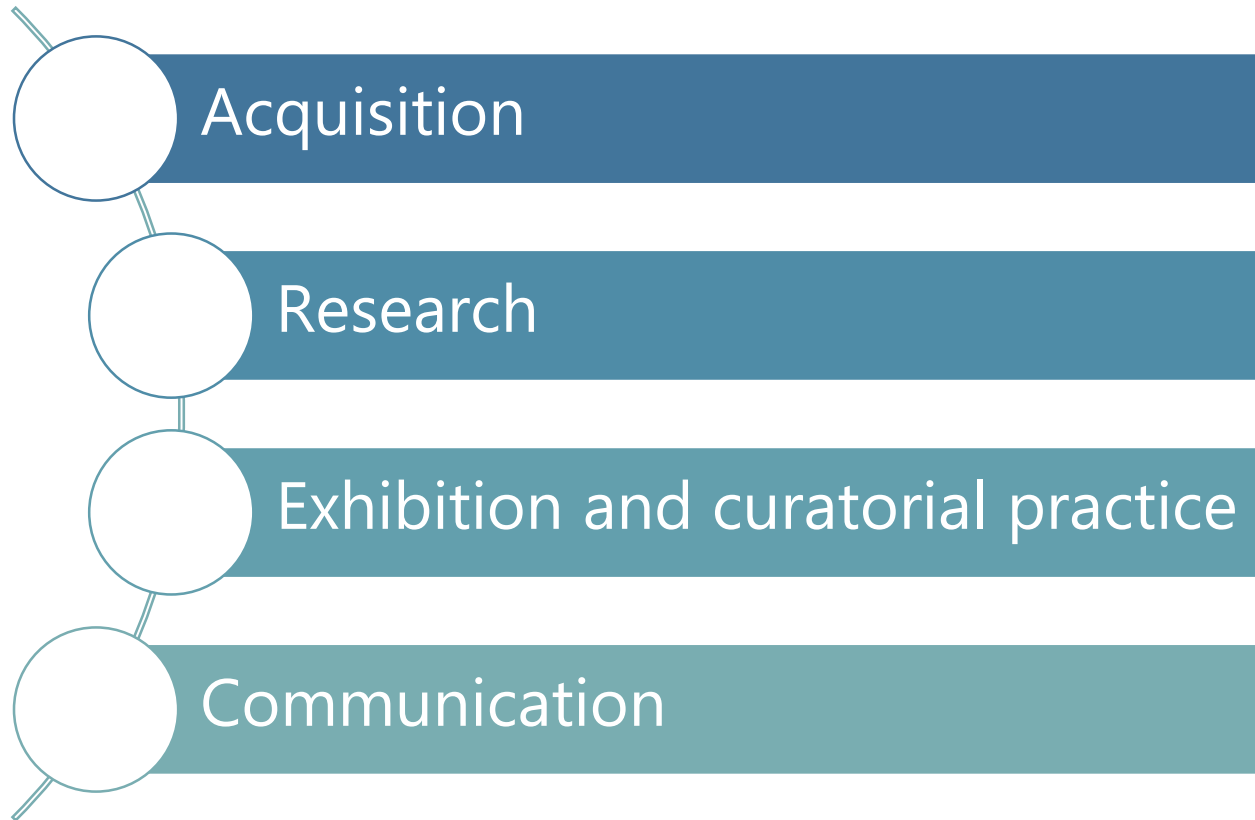 Acquisition
Research
Exhibition and curatorial practice
Communication